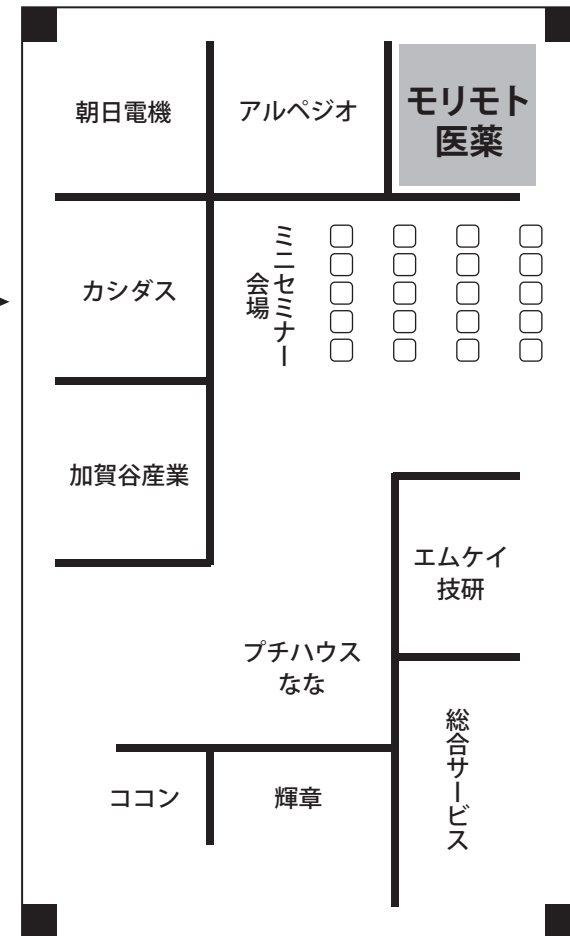 朝日電機
アルペジオ
モリモト
医薬
カシダス
ミニセミナー
会場
加賀谷産業
エムケイ
技研
プチハウス
なな
総合サービス
ココン
輝章